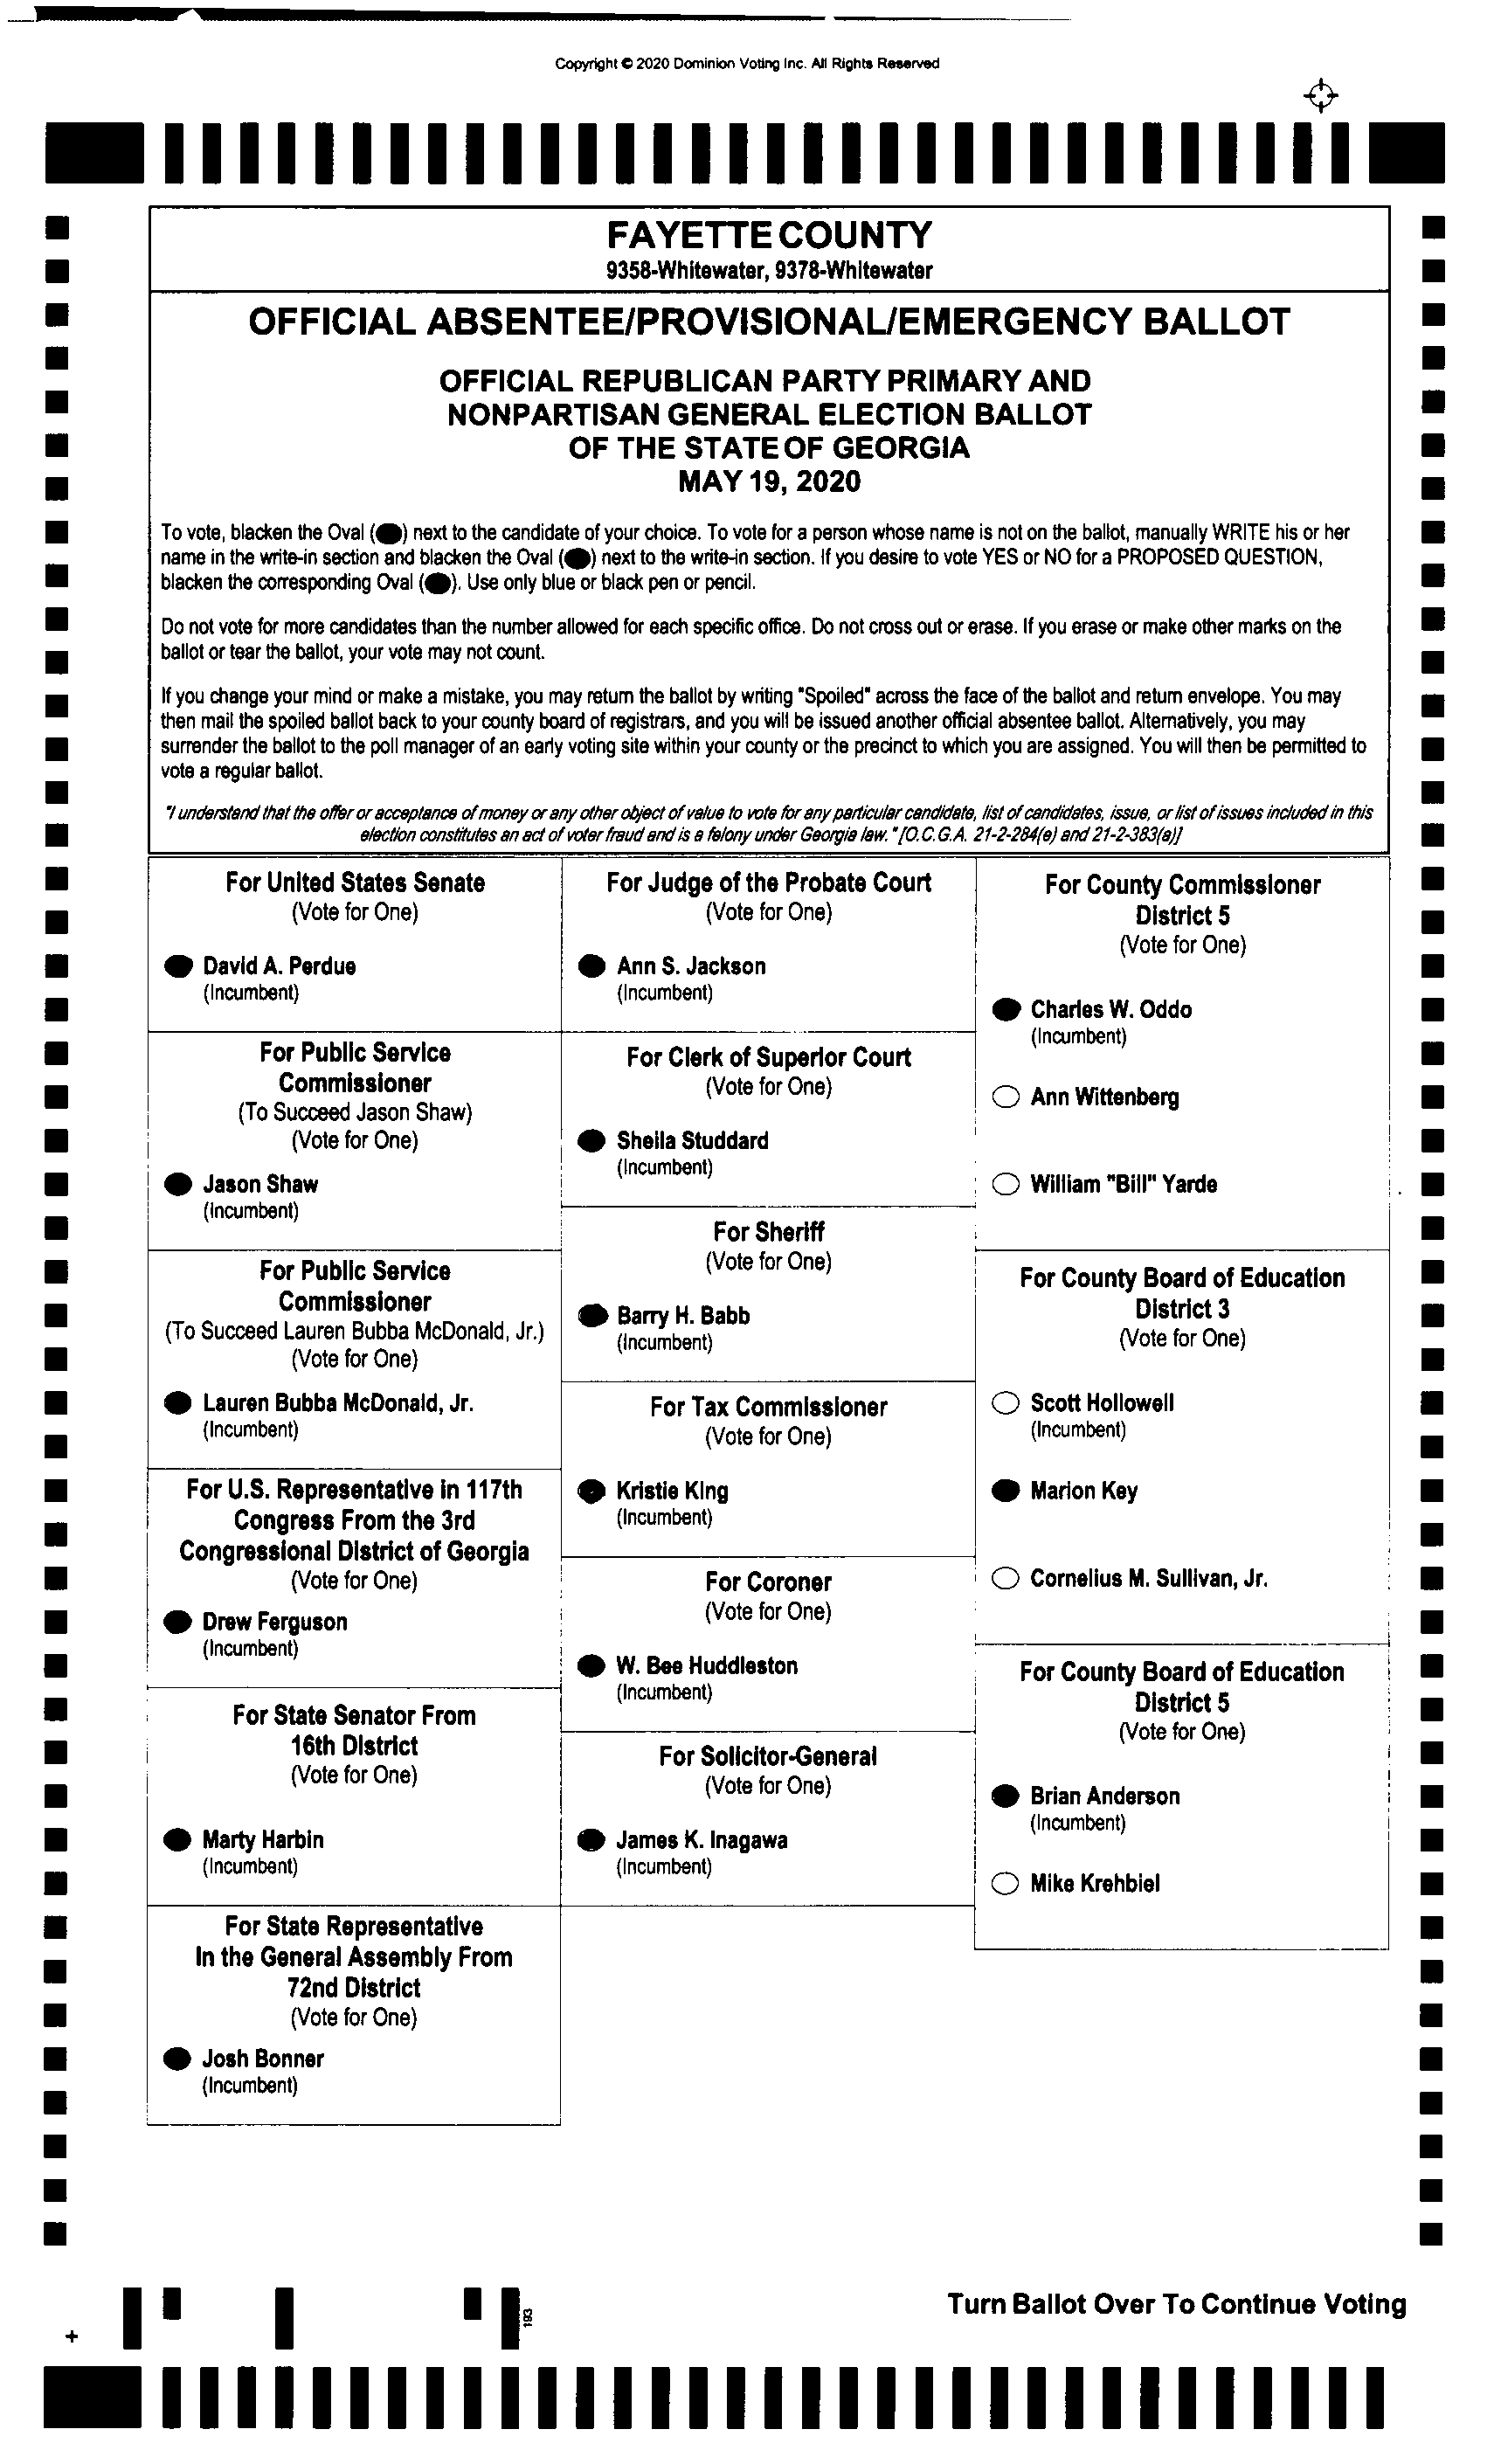 Copyright © 2020 Dominion Voting Inc. All Rights Reserved
FAYETTE COUNTY
9358-Whitewater, 9378-Whitewater
OFFICIAL ABSENTEE/PROVISIONAL/EMERGENCY BALLOT
OFFICIAL REPUBLICAN PARTY PRIMARY AND
NONPARTISAN GENERAL ELECTION BALLOT
OF THE STATE OF GEORGIA
MAY 19, 2020
To vote, blacken the Oval (●) next to the candidate of your choice. To vote for a person whose name is not on the ballot, manually WRITE his or her
name in the write-in section and blacken the Oval (●) next to the write-in section. If you desire to vote YES or NO for a PROPOSED QUESTION,
blacken the corresponding Oval (●). Use only blue or black pen or pencil.
Do not vote for more candidates than the number allowed for each specific office. Do not cross out or erase. If you erase or make other marks on the
ballot or tear the ballot, your vote may not count.
If you change your mind or make a mistake, you may return the ballot by writing "Spoiled" across the face of the ballot and return envelope. You may
then mail the spoiled ballot back to your county board of registrars, and you will be issued another official absentee ballot. Alternatively, you may
surrender the ballot to the poll manager of an early voting site within your county or the precinct to which you are assigned. You will then be permitted to
vote a regular ballot.
"I understand that the offer or acceptance of money or any other object of value to vote for any particular candidate, list of candidates, issue, or list of issues included in this
election constitutes an act of voter fraud and is a felony under Georgia law." [O.C.G.A. 21-2-284(e) and 21-2-383(a)]
For United States Senate
(Vote for One)
David A. Perdue
(Incumbent)
For Public Service
Commissioner
(To Succeed Jason Shaw)
(Vote for One)
Jason Shaw
(Incumbent)
For Public Service
Commissioner
(To Succeed Lauren Bubba McDonald, Jr.)
(Vote for One)
Lauren Bubba McDonald, Jr.
(Incumbent)
For U.S. Representative in 117th
Congress From the 3rd
Congressional District of Georgia
(Vote for One)
Drew Ferguson
(Incumbent)
For State Senator From
16th District
(Vote for One)
Marty Harbin
(Incumbent)
For State Representative
In the General Assembly From
72nd District
(Vote for One)
Josh Bonner
(Incumbent)
For Judge of the Probate Court
(Vote for One)
Ann S. Jackson
(Incumbent)
For Clerk of Superior Court
(Vote for One)
Sheila Studdard
(Incumbent)
For Sheriff
(Vote for One)
Barry H. Babb
(Incumbent)
For Tax Commissioner
(Vote for One)
Kristie King
(Incumbent)
For Coroner
(Vote for One)
W. Bee Huddleston
(Incumbent)
For Solicitor-General
(Vote for One)
James K. Inagawa
(Incumbent)
For County Commissioner
District 5
(Vote for One)
Charles W. Oddo
(Incumbent)
Ann Wittenberg
William "Bill" Yarde
For County Board of Education
District 3
(Vote for One)
Scott Hollowell
(Incumbent)
Marion Key
Cornelius M. Sullivan, Jr.
For County Board of Education
District 5
(Vote for One)
Brian Anderson
(Incumbent)
Mike Krehbiel
193
Turn Ballot Over To Continue Voting